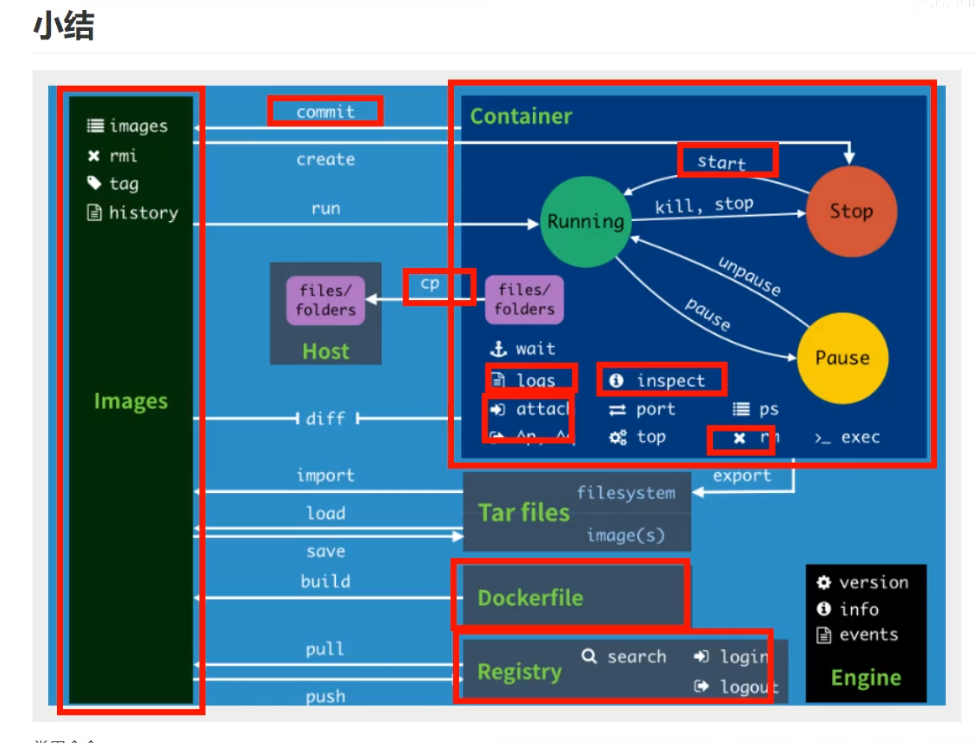 小结
commit
Container
images
rmi
tag
history
create
start
run
Running
kill, stop
Stop
unpause
pause
Pause
cp
files/
folders
Host
files/
folders
wait
logs
inspect
attach
port
ps
^p, ^q
top
rm
>_ exec
Images
diff
import
export
filesystem
Tar files
load
image(s)
save
build
Dockerfile
version
info
events
Engine
pull
search
login
Registry
logout
push